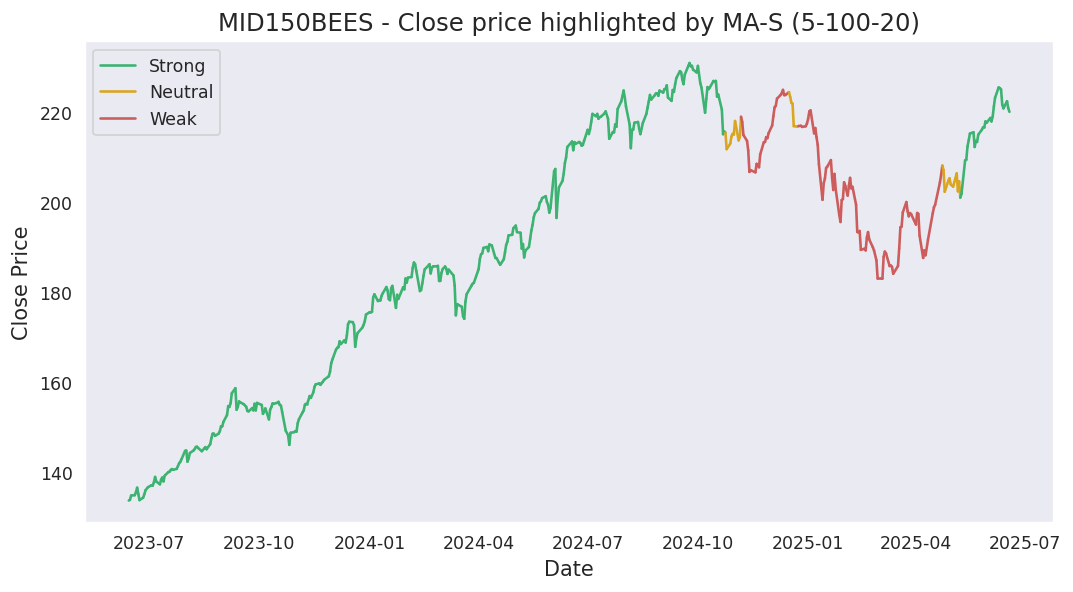 MID150BEES - Close price highlighted by MA-S (5-100-20)
Strong
Neutral
Weak
Close Price
220
200
180
160
140
2023-07 2023-10 2024-01 2024-04 2024-07 2024-10 2025-01 2025-04 2025-07
Date